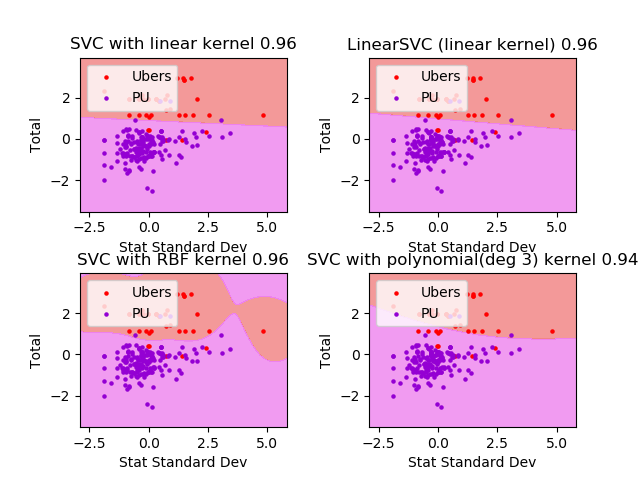 SVC with linear kernel 0.96
LinearSVC (linear kernel) 0.96
Ubers
PU
Ubers
PU
Total
2
0
−2
Total
2
0
−2
−2.5 0.0 2.5 5.0
−2.5 0.0 2.5 5.0
Stat Standard Dev
Stat Standard Dev
SVC with RBF kernel 0.96
SVC with polynomial(deg 3) kernel 0.94
Ubers
PU
Ubers
PU
Total
2
0
−2
Total
2
0
−2
−2.5 0.0 2.5 5.0
−2.5 0.0 2.5 5.0
Stat Standard Dev
Stat Standard Dev